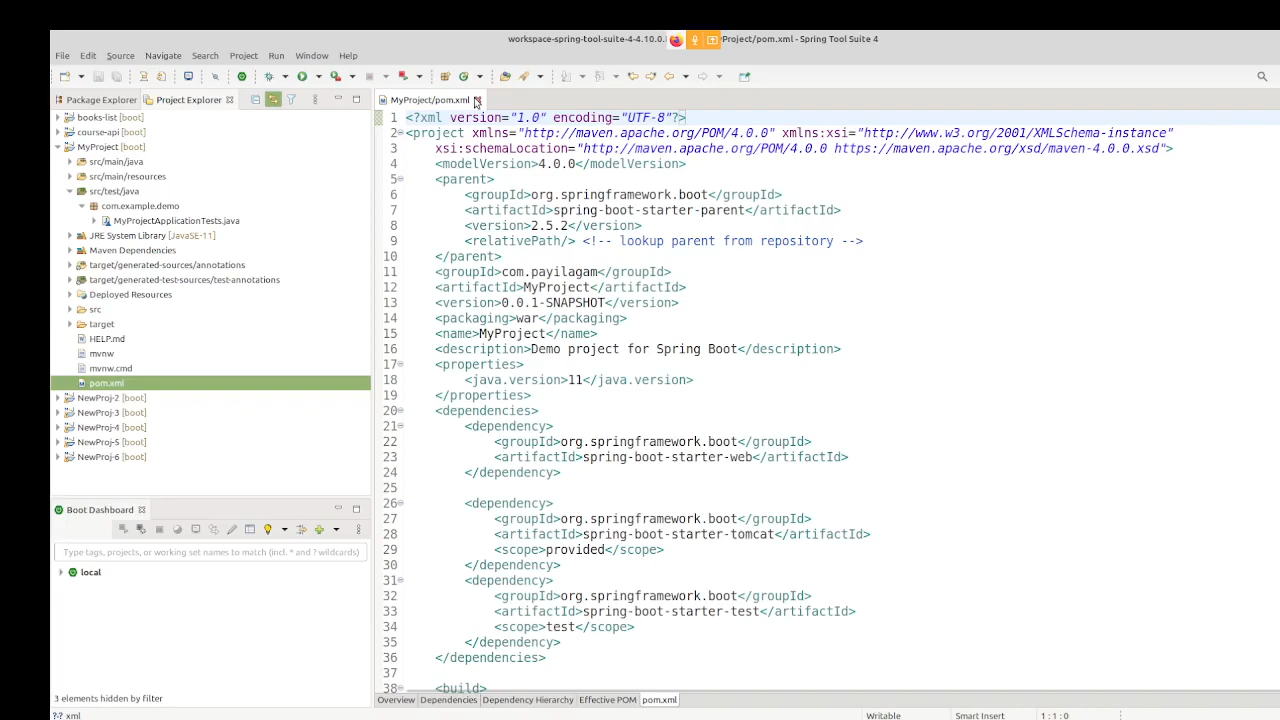 workspace-spring-tool-suite-4-4.10.0. Project/pom.xml - Spring Tool Suite 4
File Edit Source Navigate Search Project Run Window Help
Package Explorer Project Explorer
books-list [boot]
course-api [boot]
MyProject [boot]
src/main/java
src/main/resources
src/test/java
com.example.demo
MyProjectApplicationTests.java
JRE System Library [JavaSE-11]
Maven Dependencies
target/generated-sources/annotations
target/generated-test-sources/test-annotations
Deployed Resources
src
target
HELP.md
mvnw
mvnw.cmd
pom.xml
NewProj-2 [boot]
NewProj-3 [boot]
NewProj-4 [boot]
NewProj-5 [boot]
NewProj-6 [boot]
Boot Dashboard
Type tags, projects, or working set names to match (incl. * and ? wildcards)
local
3 elements hidden by filter
MyProject/pom.xml
1 <?xml version="1.0" encoding="UTF-8"?>
2 <project xmlns="http://maven.apache.org/POM/4.0.0" xmlns:xsi="http://www.w3.org/2001/XMLSchema-instance"
3 xsi:schemaLocation="http://maven.apache.org/POM/4.0.0 https://maven.apache.org/xsd/maven-4.0.0.xsd">
4 <modelVersion>4.0.0</modelVersion>
5 <parent>
6 <groupId>org.springframework.boot</groupId>
7 <artifactId>spring-boot-starter-parent</artifactId>
8 <version>2.5.2</version>
9 <relativePath/> <!-- lookup parent from repository -->
10 </parent>
11 <groupId>com.payilagam</groupId>
12 <artifactId>MyProject</artifactId>
13 <version>0.0.1-SNAPSHOT</version>
14 <packaging>war</packaging>
15 <name>MyProject</name>
16 <description>Demo project for Spring Boot</description>
17 <properties>
18 <java.version>11</java.version>
19 </properties>
20 <dependencies>
21 <dependency>
22 <groupId>org.springframework.boot</groupId>
23 <artifactId>spring-boot-starter-web</artifactId>
24 </dependency>
25
26 <dependency>
27 <groupId>org.springframework.boot</groupId>
28 <artifactId>spring-boot-starter-tomcat</artifactId>
29 <scope>provided</scope>
30 </dependency>
31 <dependency>
32 <groupId>org.springframework.boot</groupId>
33 <artifactId>spring-boot-starter-test</artifactId>
34 <scope>test</scope>
35 </dependency>
36 </dependencies>
37
38 <build>
Overview Dependencies Dependency Hierarchy Effective POM pom.xml
xml Writable Smart Insert 1 : 1 : 0